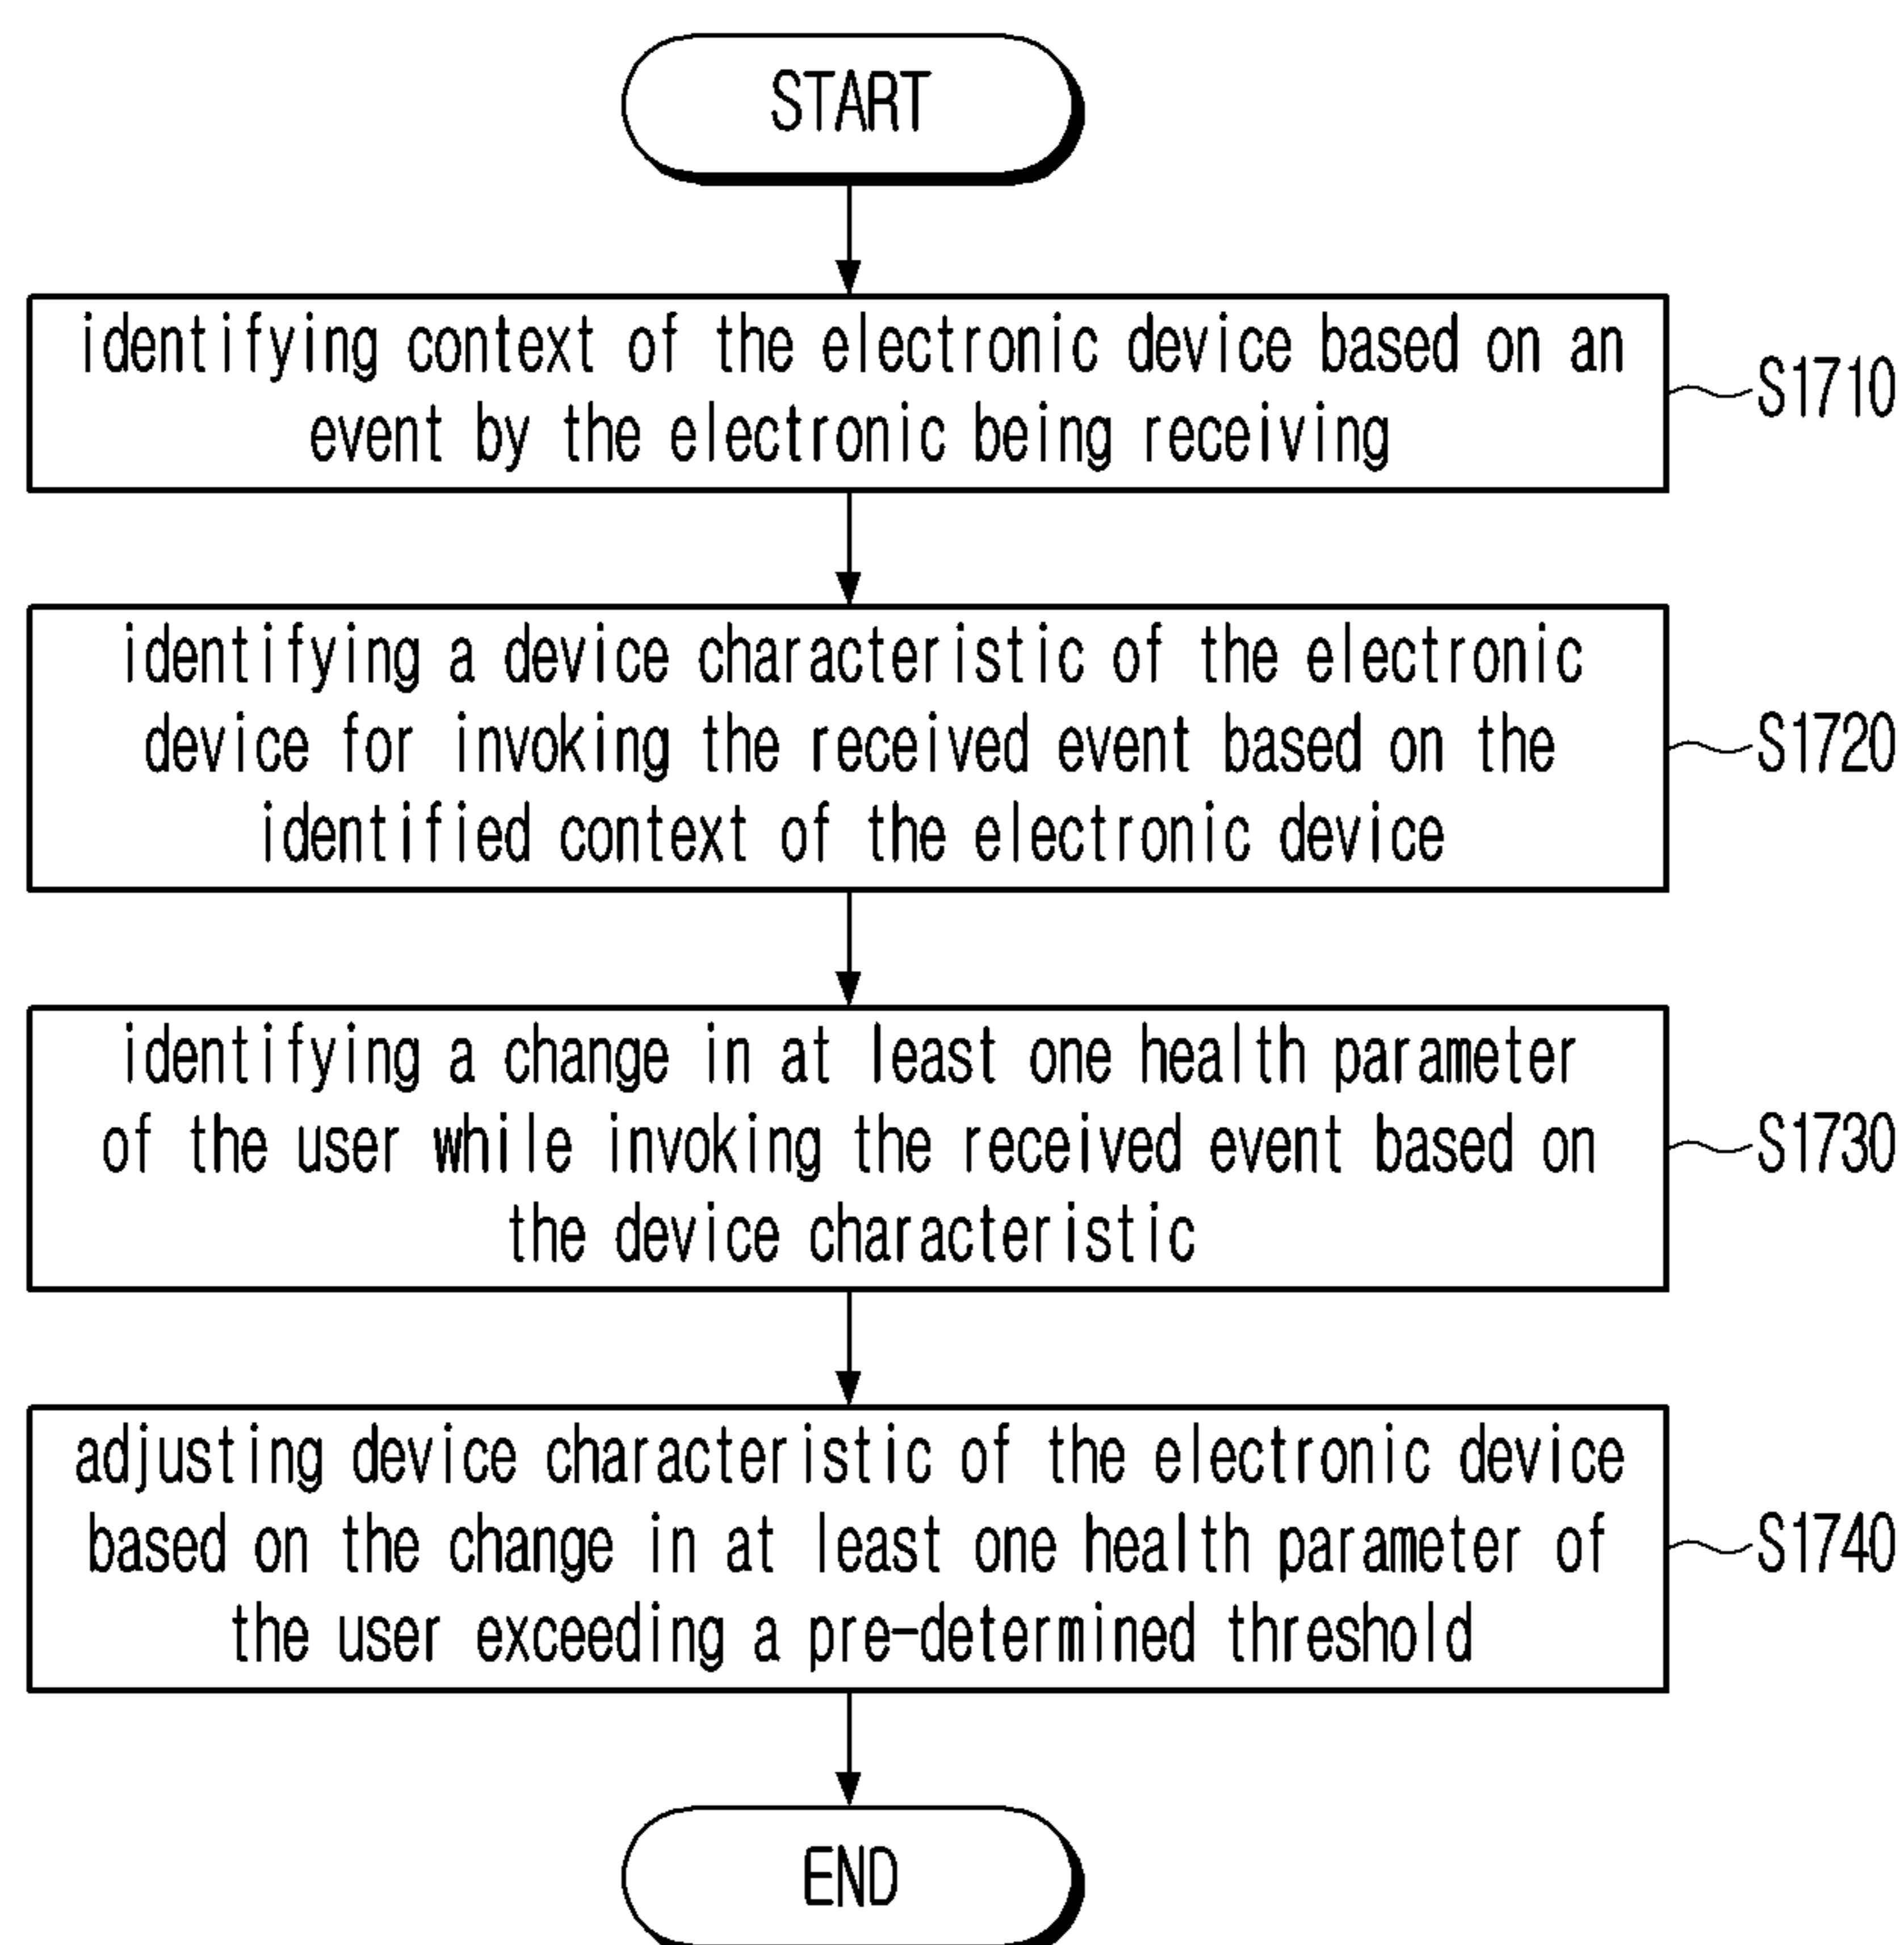 START
identifying context of the electronic device based on an
event by the electronic being receiving
S1710
identifying a device characteristic of the electronic
device for invoking the received event based on the
identified context of the electronic device
S1720
identifying a change in at least one health parameter
of the user while invoking the received event based on
the device characteristic
S1730
adjusting device characteristic of the electronic device
based on the change in at least one health parameter of
the user exceeding a pre-determined threshold
S1740
END